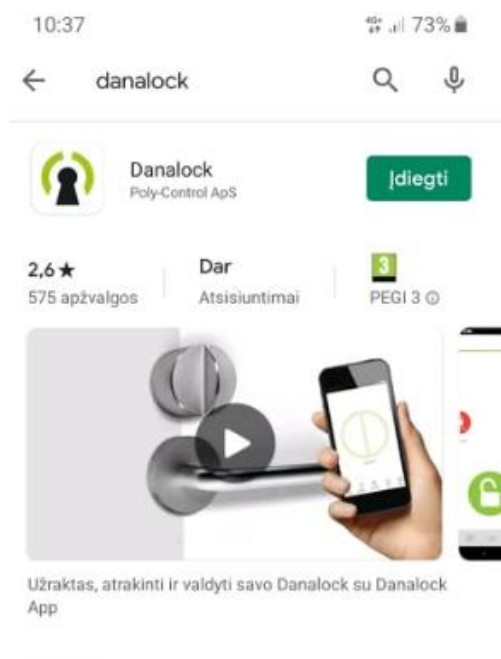 10:37 4G+ 73%
danalock
Danalock
Poly-Control ApS
Įdiegti
2,6★
575 apžvalgos
Dar
Atsisiuntimai
3
PEGI 3
Užraktas, atrakinti ir valdyti savo Danalock su Danalock
App